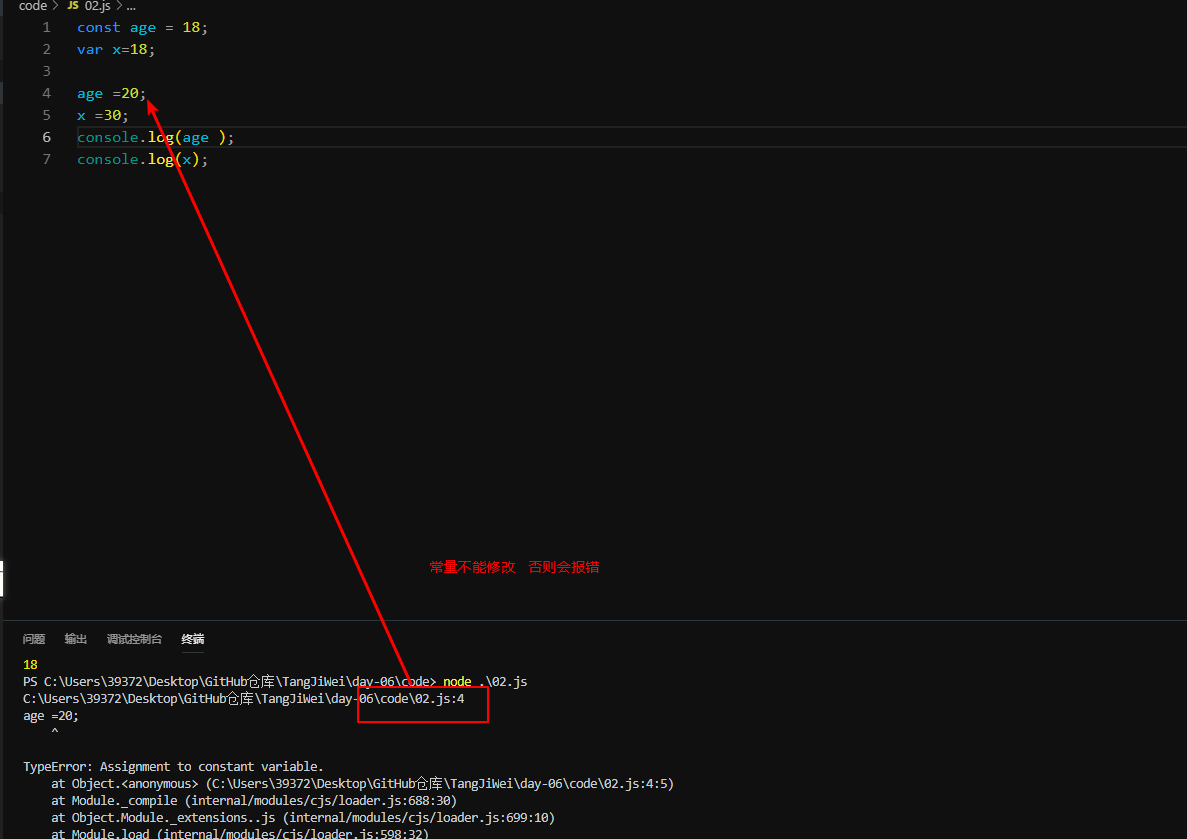 code > JS 02.js > ...
1 const age = 18;
2 var x=18;
3
4 age =20;
5 x =30;
6 console.log(age );
7 console.log(x);
常量不能修改 否则会报错
问题 输出 调试控制台 终端
18
PS C:\Users\39372\Desktop\GitHub仓库\TangJiWei\day-06\code> node .\02.js
C:\Users\39372\Desktop\GitHub仓库\TangJiWei\day-06\code\02.js:4
age =20;
^
TypeError: Assignment to constant variable.
at Object.<anonymous> (C:\Users\39372\Desktop\GitHub仓库\TangJiWei\day-06\code\02.js:4:5)
at Module._compile (internal/modules/cjs/loader.js:688:30)
at Object.Module._extensions..js (internal/modules/cjs/loader.js:699:10)
at Module.load (internal/modules/cjs/loader.js:598:32)